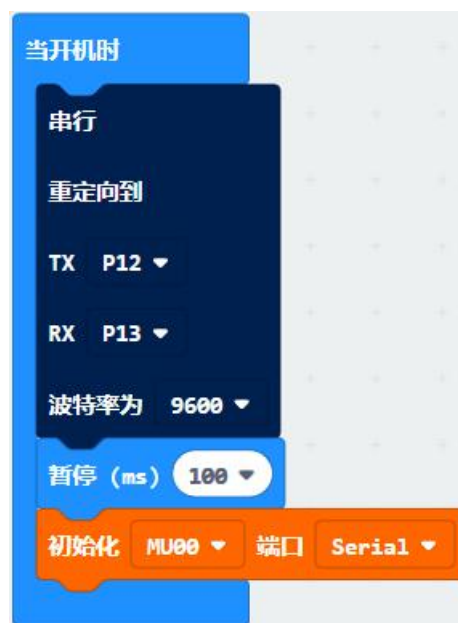 当开机时
串行
重定向到
TX P12
RX P13
波特率为 9600
暂停 (ms) 100
初始化 MU00 端口 Serial